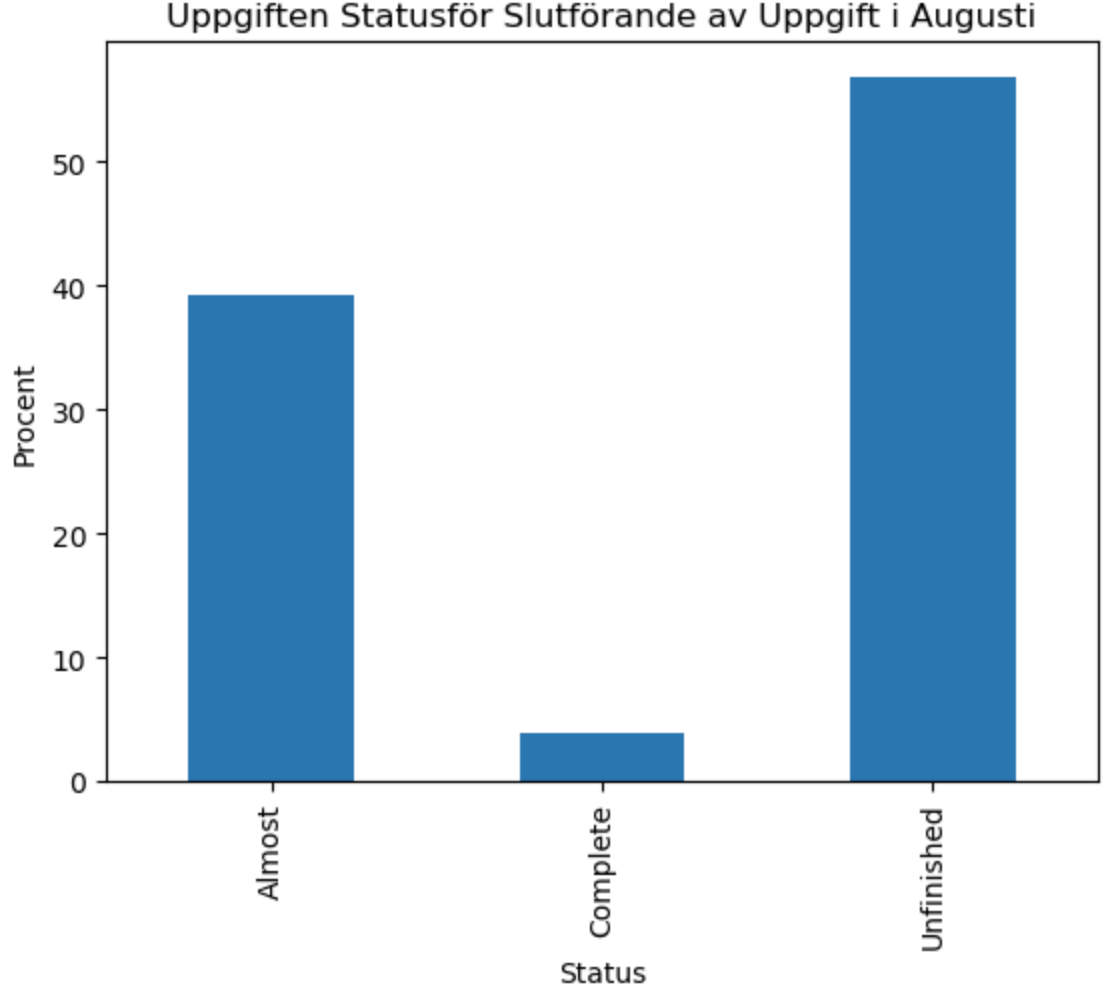 Uppgiften Statusför Slutförande av Uppgift i Augusti
Procent
50
40
30
20
10
0
Almost
Complete
Unfinished
Status